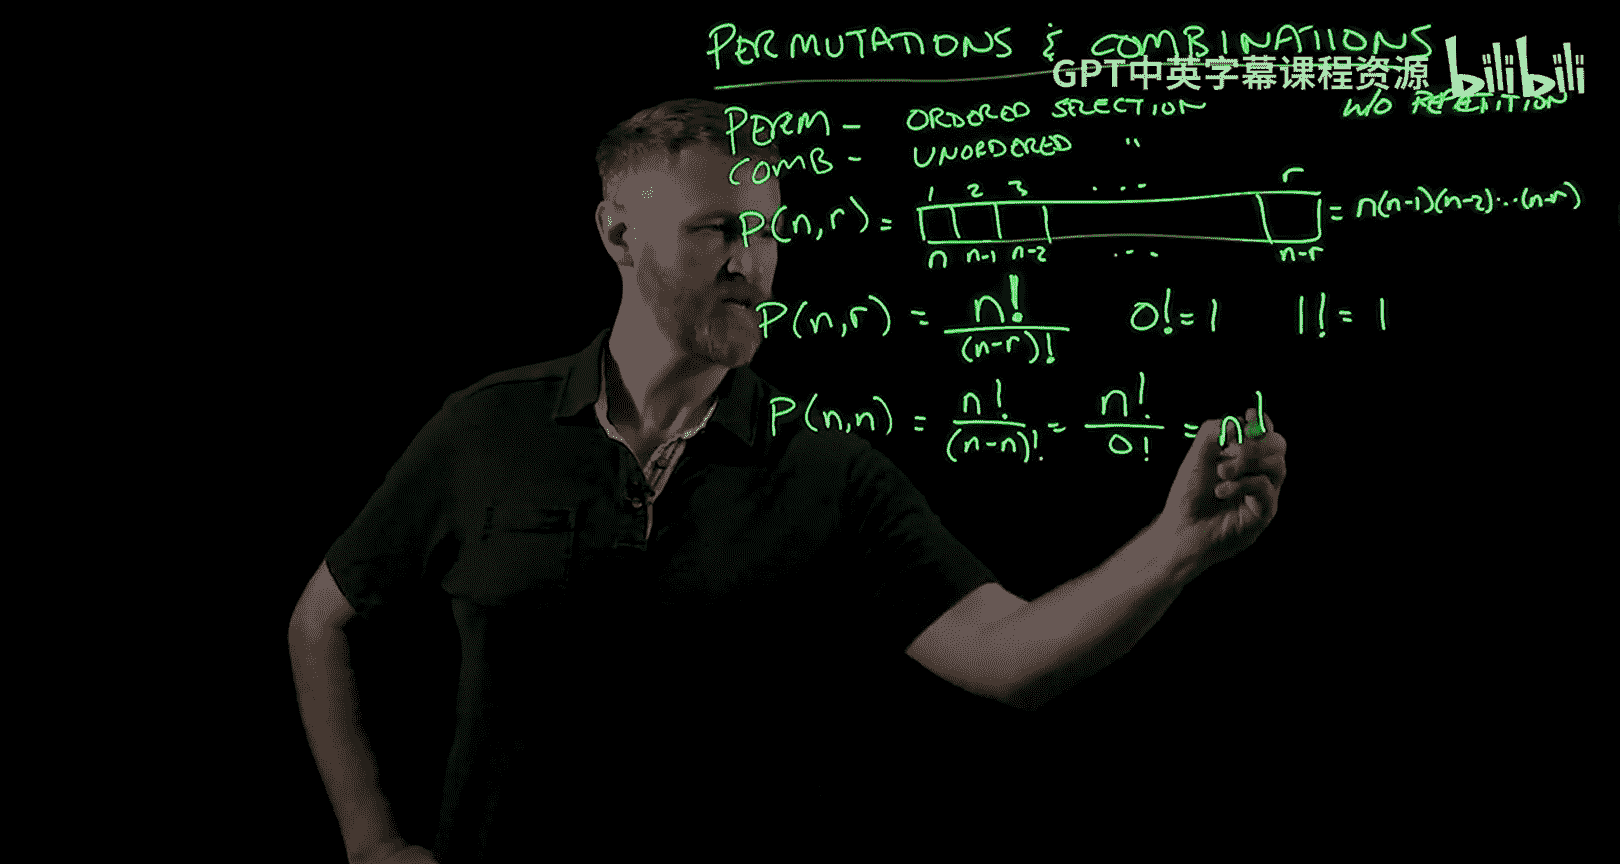 PERMUTATIONS & COMBINATIIONS
GPT中英字幕课程资源 bilibili
PERM - ORDERED SELECTION W/O REPETITION
COMB - UNORDERED "
1 2 3 ... r
P(n,r) = = n(n-1)(n-2)...(n-r)
n n-1 n-2 ... n-r
P(n,r) = n!/(n-r)! 0! = 1 1! = 1
P(n,n) = n!/(n-n)! = n!/0! = n!